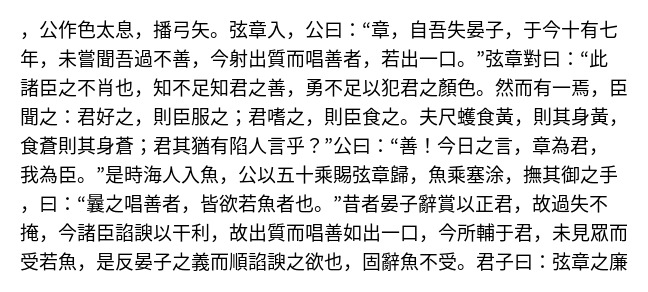 ，公作色太息，播弓矢。弦章入，公曰：“章，自吾失晏子，于今十有七
年，未嘗聞吾過不善，今射出質而唱善者，若出一口。”弦章對曰：“此
諸臣之不肖也，知不足知君之善，勇不足以犯君之顏色。然而有一焉，臣
聞之：君好之，則臣服之；君嗜之，則臣食之。夫尺蠖食黃，則其身黃，
食蒼則其身蒼；君其猶有陷人言乎？”公曰：“善！今日之言，章為君，
我為臣。”是時海人入魚，公以五十乘賜弦章歸，魚乘塞涂，撫其御之手
，曰：“曩之唱善者，皆欲若魚者也。”昔者晏子辭賞以正君，故過失不
掩，今諸臣諂諛以干利，故出質而唱善如出一口，今所輔于君，未見眾而
受若魚，是反晏子之義而順諂諛之欲也，固辭魚不受。君子曰：弦章之廉